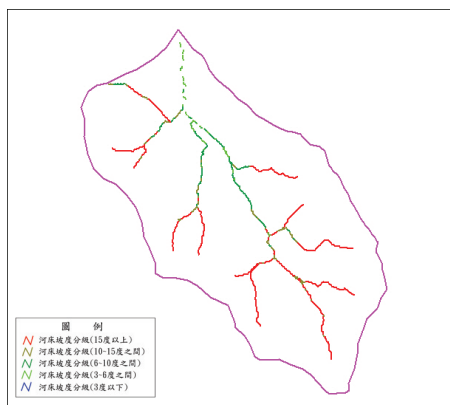 圖 例
河床坡度分級(15度以上)
河床坡度分級(10-15度之間)
河床坡度分級(6~10度之間)
河床坡度分級(3-6度之間)
河床坡度分級(3度以下)